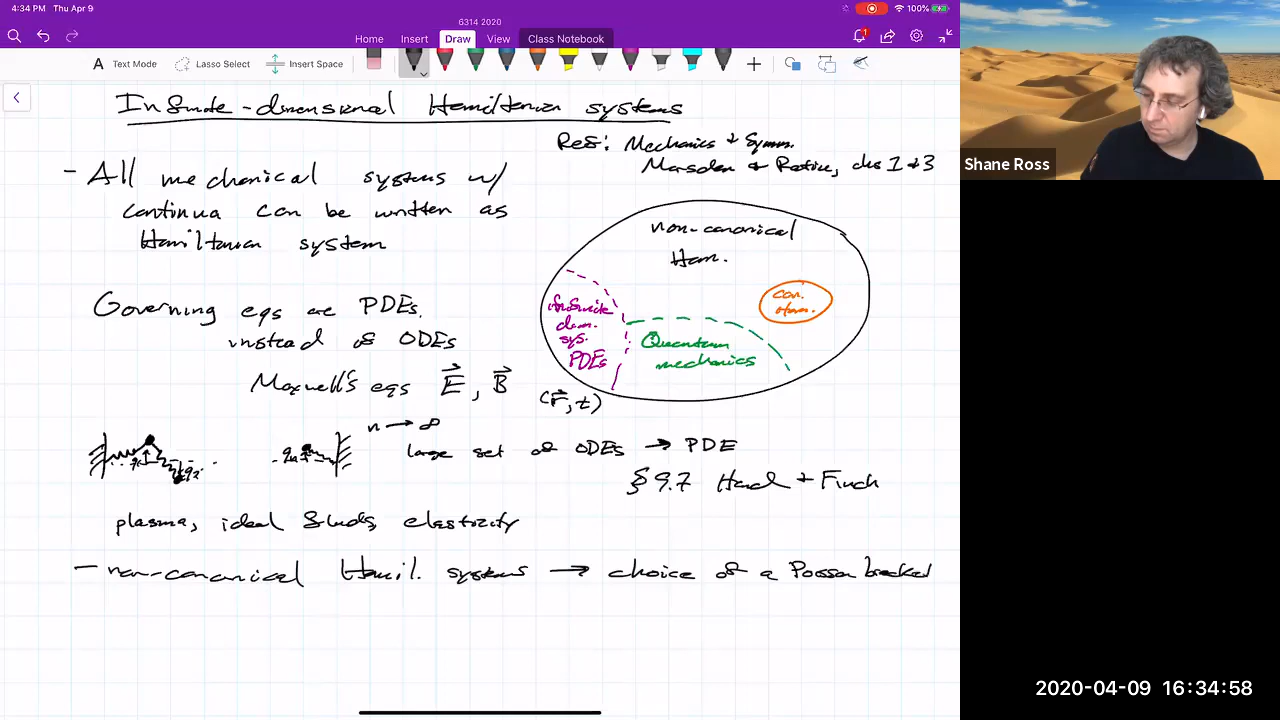 4:34 PM Thu Apr 9
100%
6314 2020
Home Insert Draw View Class Notebook
1
A Text Mode Lasso Select Insert Space
Infinite-dimensional Hamiltonian systems
Ref: Mechanics & Symm.
Marsden & Ratiu, chs 1 & 3
- All mechanical systems w/
continua can be written as
Hamiltonian system
non-canonical
Ham.
can.
Ham.
infinite
dim.
sys.
PDEs
Quantum
mechanics
Governing eqs are PDEs
instead of ODEs
Maxwell's eqs E⃗, B⃗ (r⃗, t)
n → ∞
q₁ q₂ qₙ
large set of ODEs → PDE
§ 9.7 Hand + Finch
plasma, ideal fluids, elasticity
- non-canonical Hamil. systems → choice of a Poisson bracket
Shane Ross
2020-04-09 16:34:58